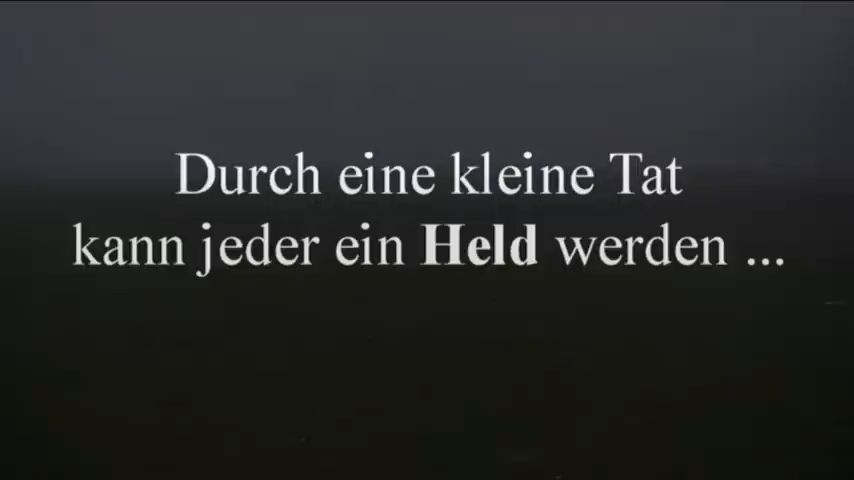 Durch eine kleine Tat
kann jeder ein Held werden ...